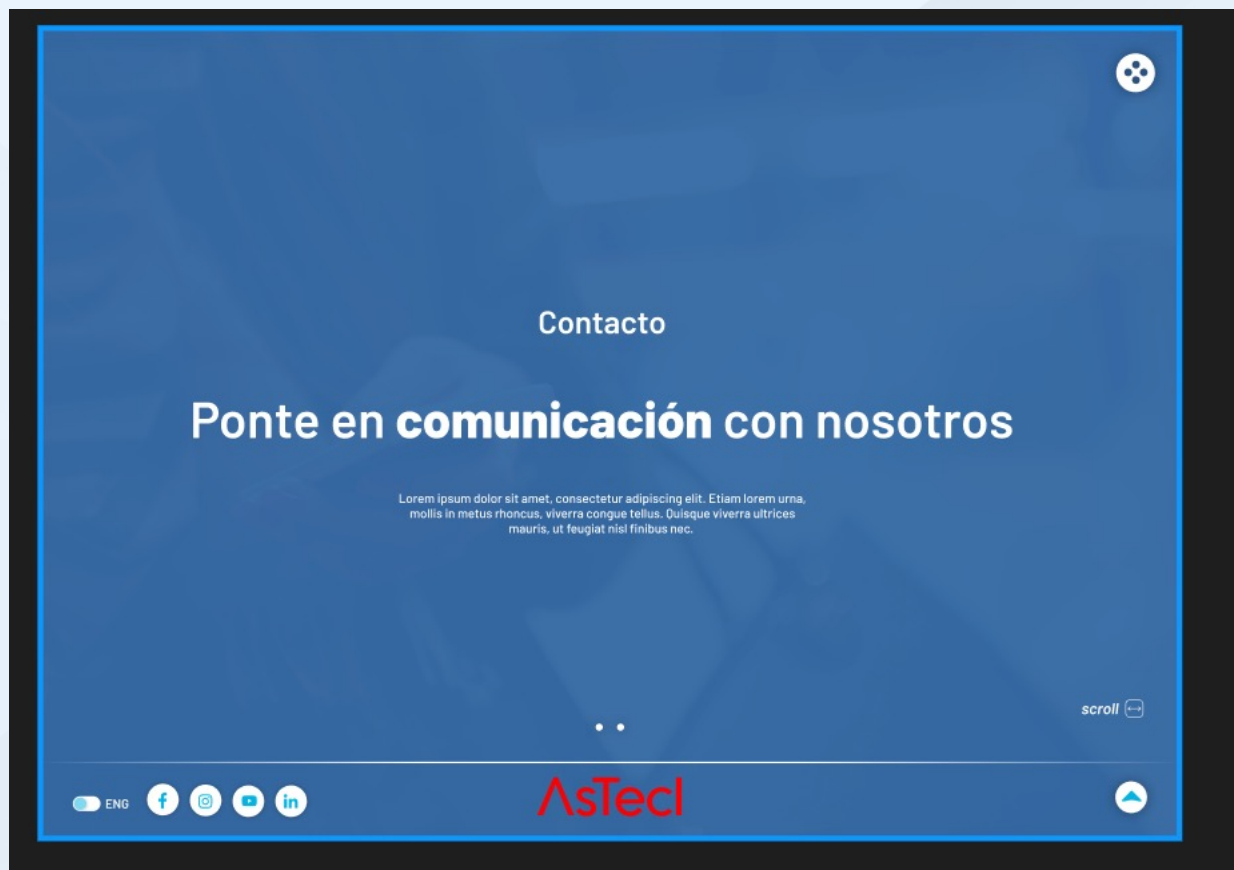 Contacto
Ponte en comunicación con nosotros
Lorem ipsum dolor sit amet, consectetur adipiscing elit. Etiam lorem urna,
mollis in metus rhoncus, viverra congue tellus. Quisque viverra ultrices
mauris, ut feugiat nisl finibus nec.
scroll
ENG
AsTecI